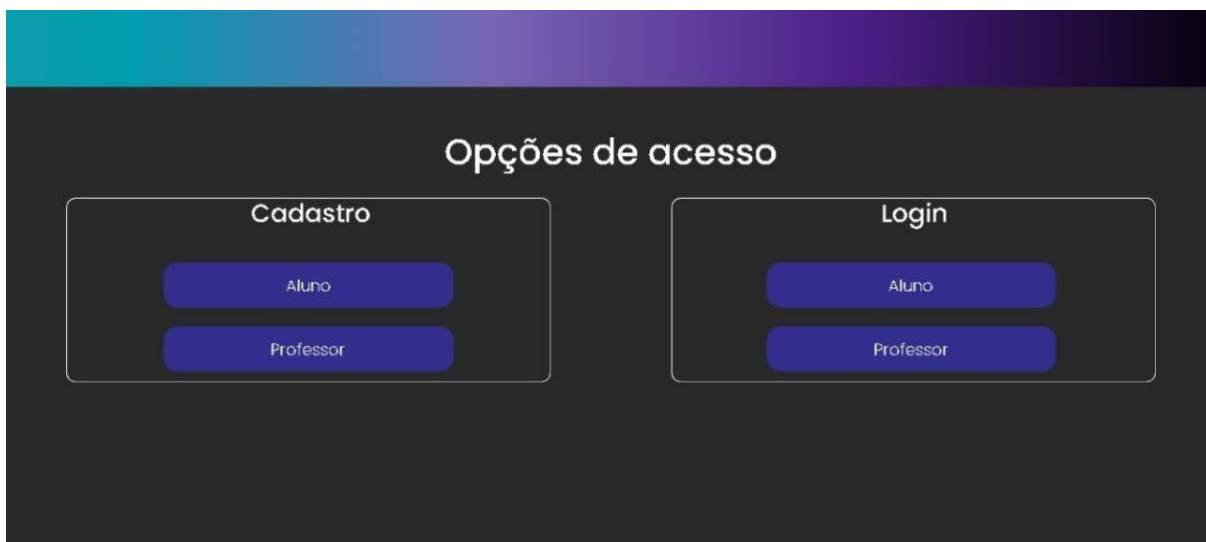 Opções de acesso
Cadastro
Aluno
Professor
Login
Aluno
Professor